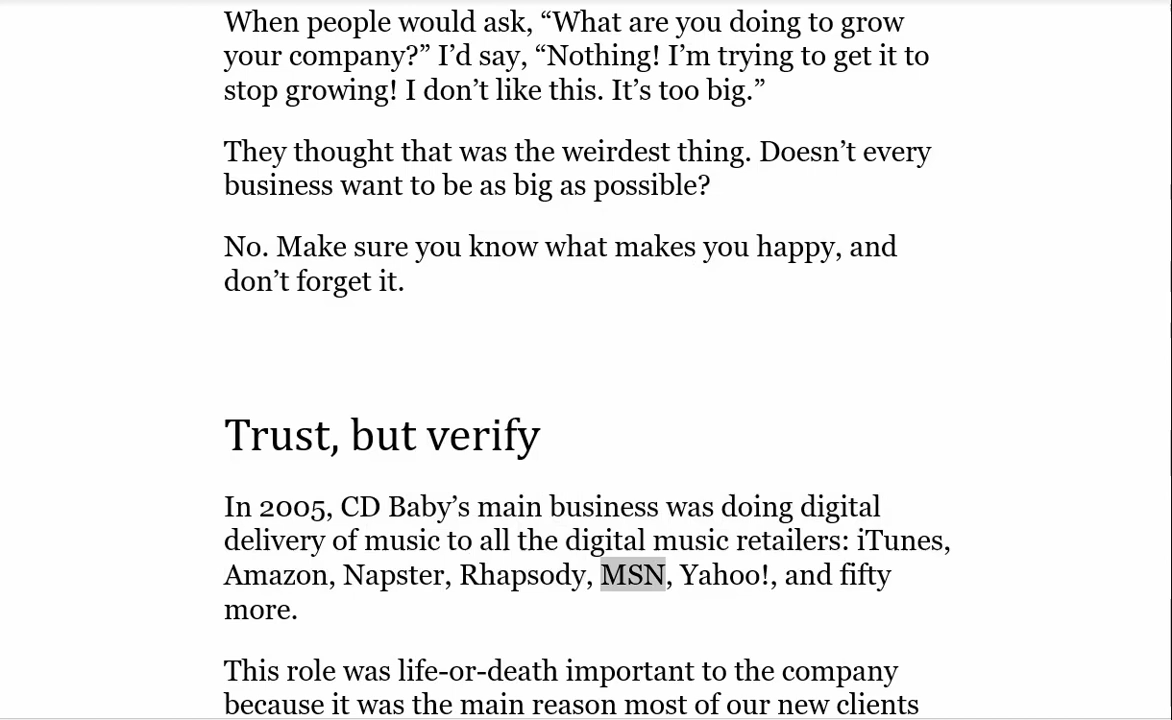 When people would ask, “What are you doing to grow
your company?” I’d say, “Nothing! I’m trying to get it to
stop growing! I don’t like this. It’s too big.”
They thought that was the weirdest thing. Doesn’t every
business want to be as big as possible?
No. Make sure you know what makes you happy, and
don’t forget it.
Trust, but verify
In 2005, CD Baby’s main business was doing digital
delivery of music to all the digital music retailers: iTunes,
Amazon, Napster, Rhapsody, MSN, Yahoo!, and fifty
more.
This role was life-or-death important to the company
because it was the main reason most of our new clients